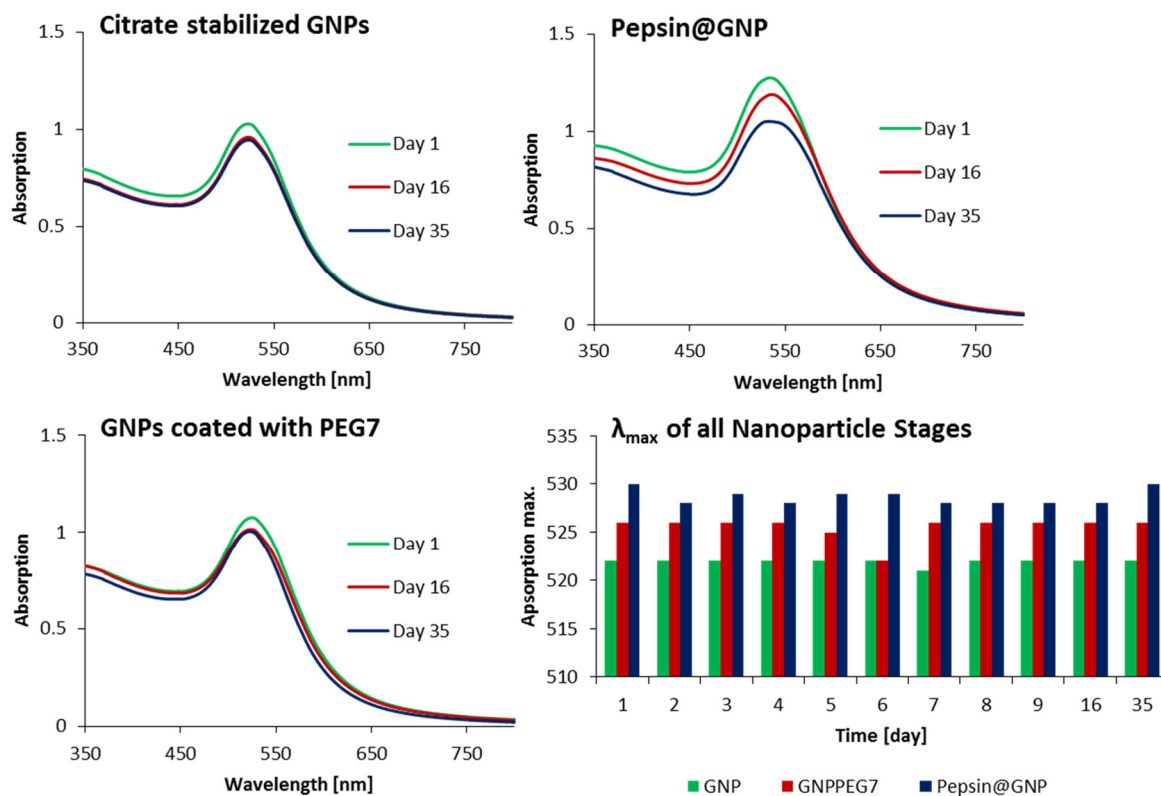 Citrate stabilized GNPs
1.5
1
0.5
0
Absorption
Day 1
Day 16
Day 35
350
450
550
650
750
Wavelength [nm]
Pepsin@GNP
1.5
1
0.5
0
Absorption
Day 1
Day 16
Day 35
350
450
550
650
750
Wavelength [nm]
GNPs coated with PEG7
1.5
1
0.5
0
Absorption
Day 1
Day 16
Day 35
350
450
550
650
750
Wavelength [nm]
λmax of all Nanoparticle Stages
535
530
525
520
515
510
Apsorption max.
1 2 3 4 5 6 7 8 9 16 35
Time [day]
GNP GNPPEG7 Pepsin@GNP